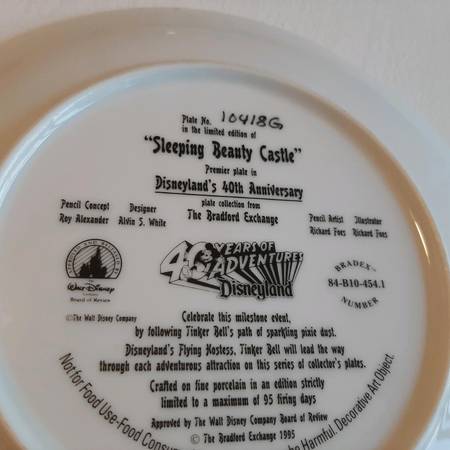 Plate No. 10418G
in the limited edition of
"Sleeping Beauty Castle"
Premier plate in
Disneyland's 40th Anniversary
plate collection from
The Bradford Exchange
Pencil Concept
Roy Alexander
Designer
Alvin S. White
Pencil Artist
Richard Foes
Illustrator
Richard Foes
Walt Disney
Company
Board of Review
40 YEARS OF
ADVENTURES
Disneyland
BRADEX
84-B10-454.1
NUMBER
©The Walt Disney Company
Celebrate this milestone event,
by following Tinker Bell's path of sparkling pixie dust.
Disneyland's Flying Hostess, Tinker Bell will lead the way
through each adventurous attraction on this series of collector's plates.
Crafted on fine porcelain in an edition strictly
limited to a maximum of 95 firing days
Approved by The Walt Disney Company Board of Review
© The Bradford Exchange 1995
Not for Food Use-Food Consu
be Harmful. Decorative Art Object.